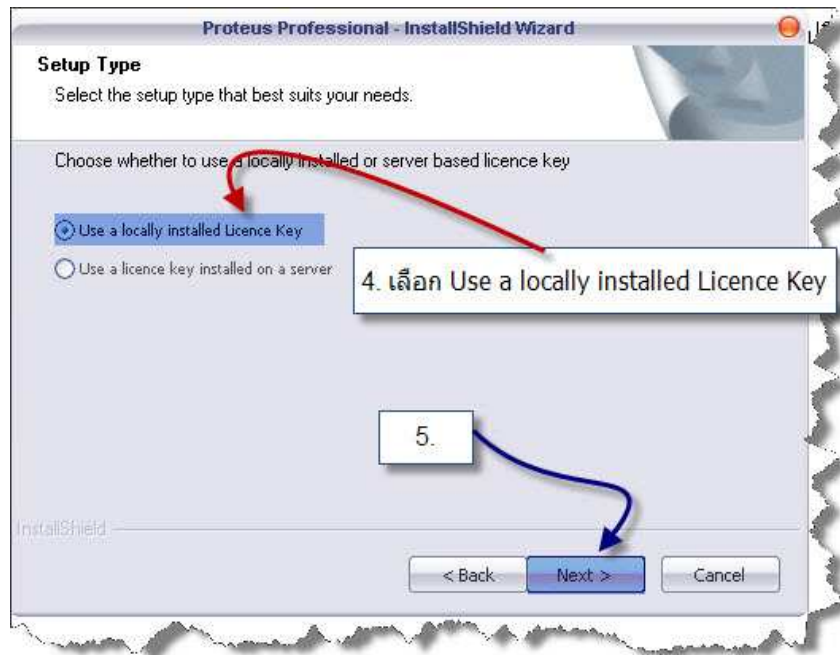 Proteus Professional - InstallShield Wizard
Setup Type
Select the setup type that best suits your needs.
Choose whether to use a locally installed or server based licence key
Use a locally installed Licence Key
Use a licence key installed on a server
4. เลือก Use a locally installed Licence Key
5.
InstallShield
< Back
Next >
Cancel